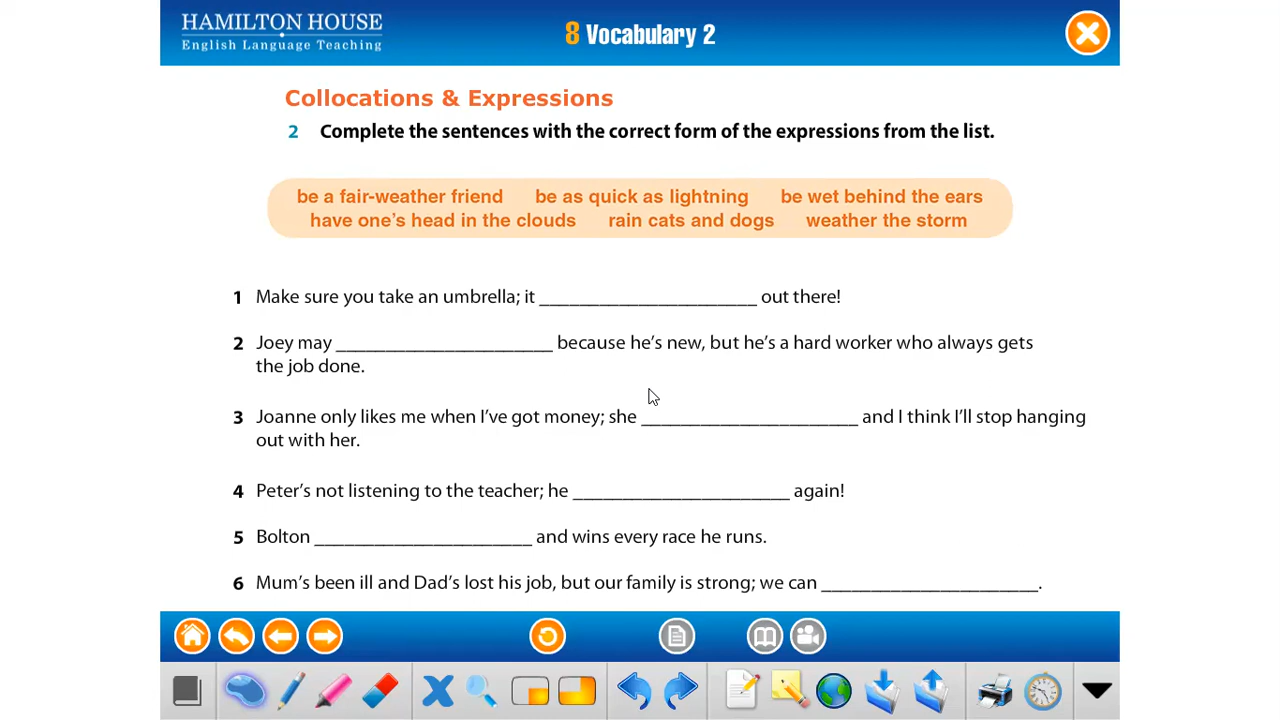 HAMILTON HOUSE
English Language Teaching
8 Vocabulary 2
Collocations & Expressions
2 Complete the sentences with the correct form of the expressions from the list.
be a fair-weather friend be as quick as lightning be wet behind the ears
have one's head in the clouds rain cats and dogs weather the storm
1 Make sure you take an umbrella; it ______________________ out there!
2 Joey may ______________________ because he's new, but he's a hard worker who always gets
the job done.
3 Joanne only likes me when I've got money; she ______________________ and I think I'll stop hanging
out with her.
4 Peter's not listening to the teacher; he ______________________ again!
5 Bolton ______________________ and wins every race he runs.
6 Mum's been ill and Dad's lost his job, but our family is strong; we can ______________________.